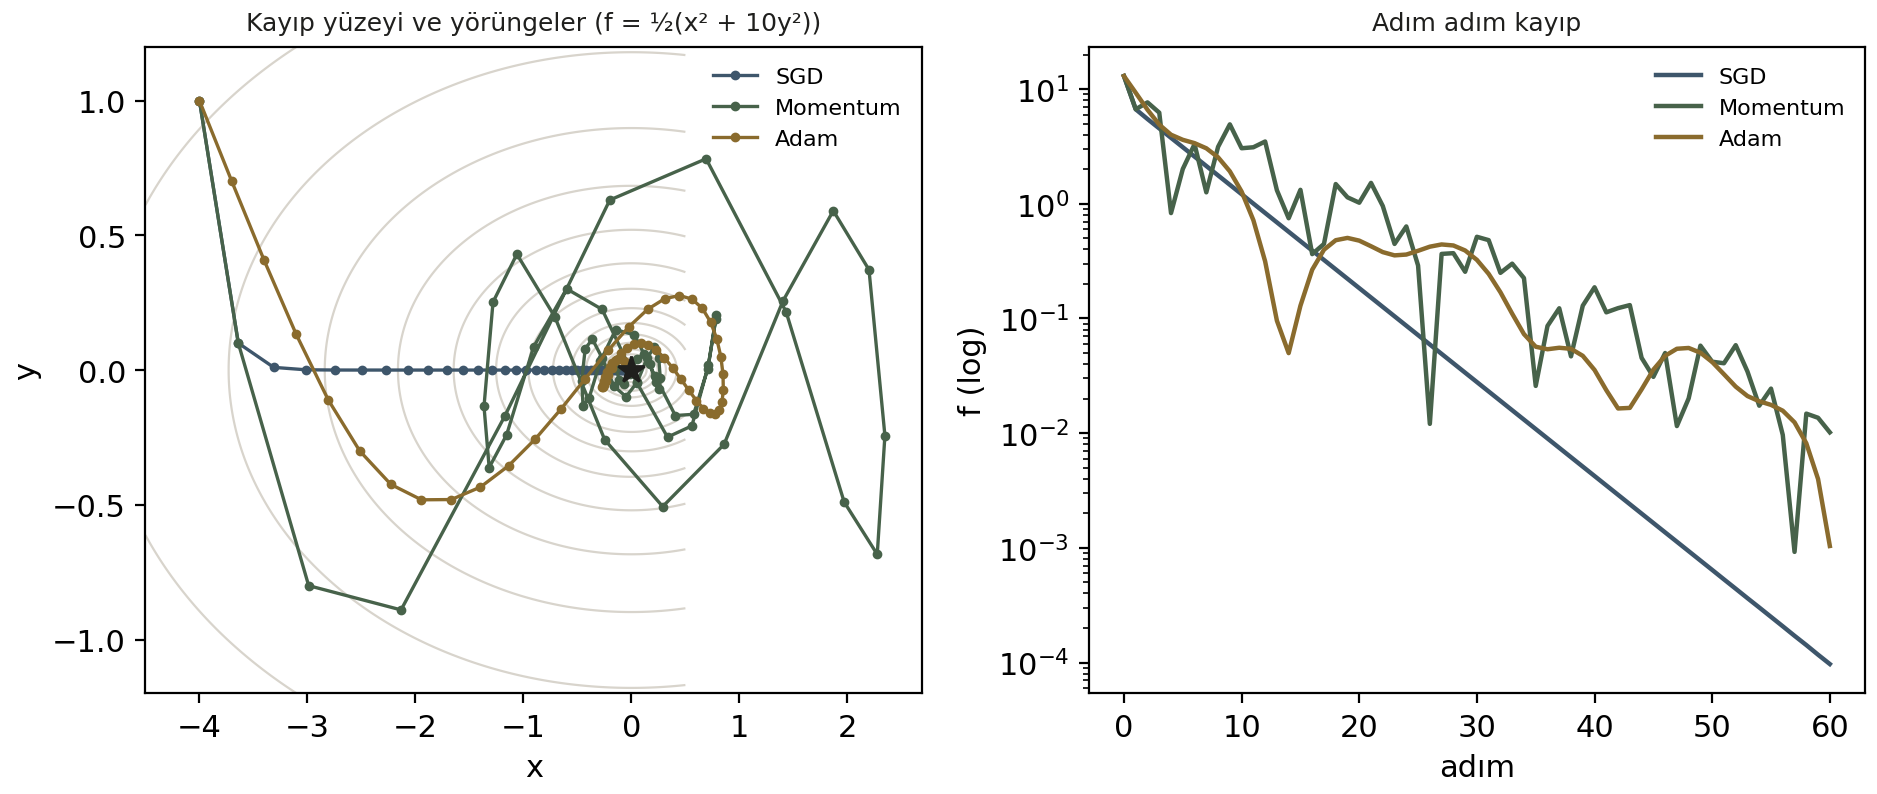 Kayıp yüzeyi ve yörüngeler (f = ½(x² + 10y²))
SGD
Momentum
Adam
1.0
0.5
0.0
−0.5
−1.0
y
−4
−3
−2
−1
0
1
2
x
Adım adım kayıp
SGD
Momentum
Adam
10¹
10⁰
10⁻¹
10⁻²
10⁻³
10⁻⁴
f (log)
0
10
20
30
40
50
60
adım